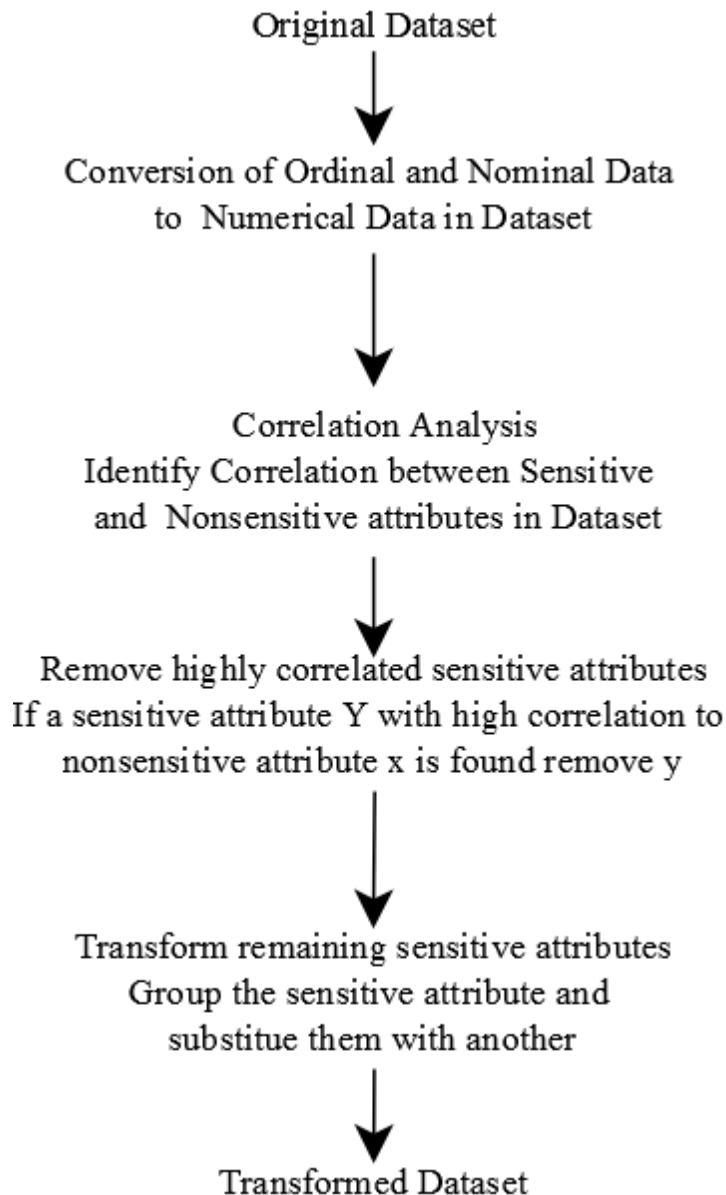 Original Dataset
Conversion of Ordinal and Nominal Data
to Numerical Data in Dataset
Correlation Analysis
Identify Correlation between Sensitive
and Nonsensitive attributes in Dataset
Remove highly correlated sensitive attributes
If a sensitive attribute Y with high correlation to
nonsensitive attribute x is found remove y
Transform remaining sensitive attributes
Group the sensitive attribute and
substitue them with another
Transformed Dataset